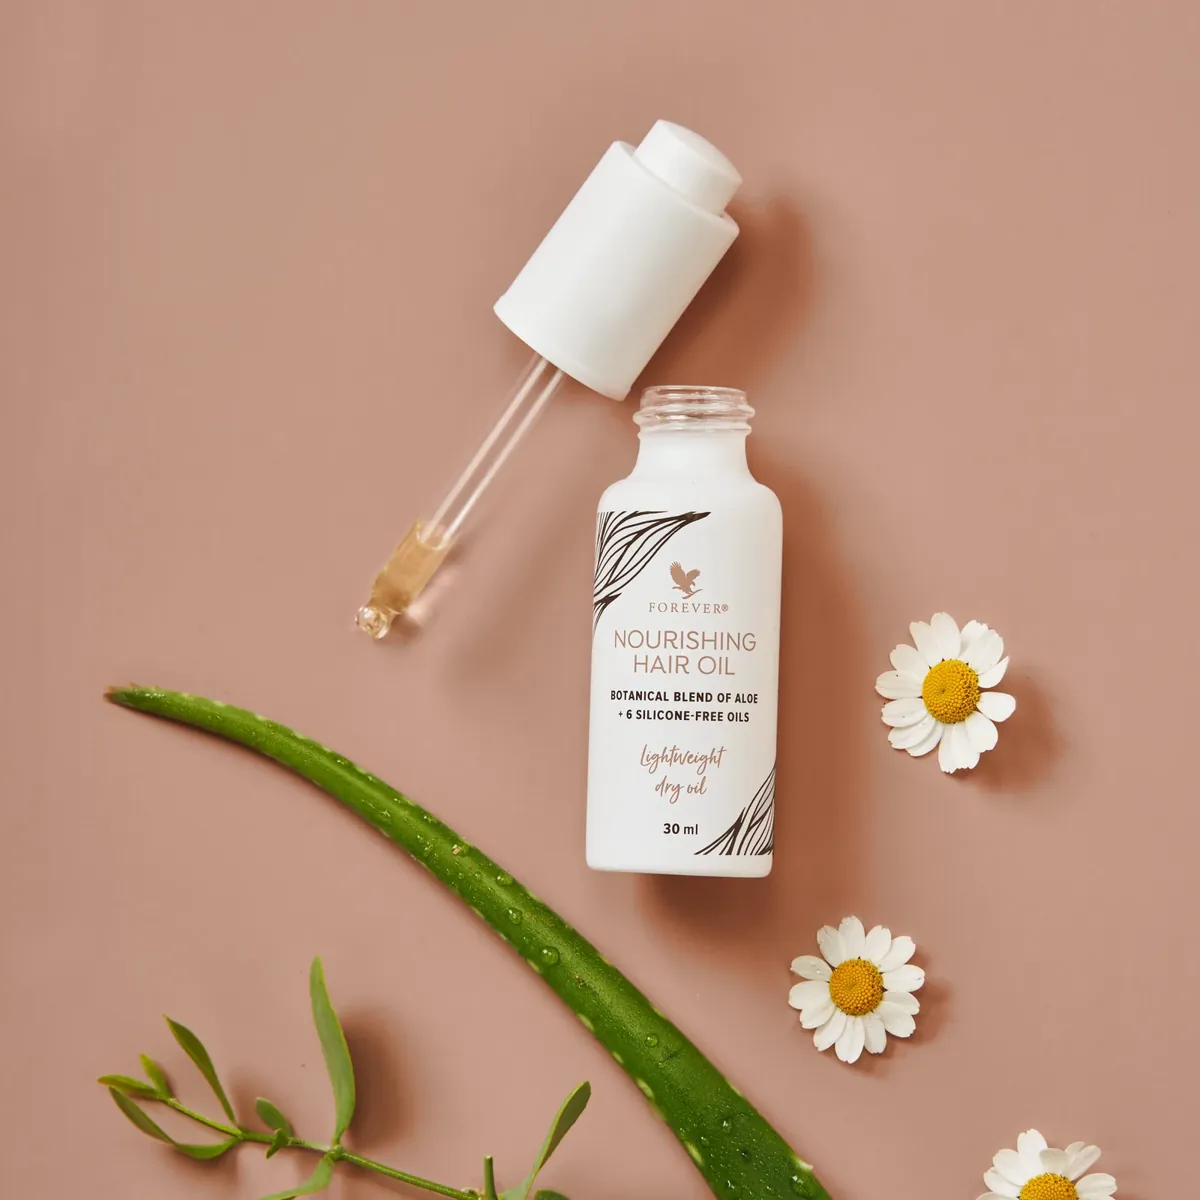 FOREVER®
NOURISHING
HAIR OIL
BOTANICAL BLEND OF ALOE
+ 6 SILICONE-FREE OILS
Lightweight
dry oil
30 ml